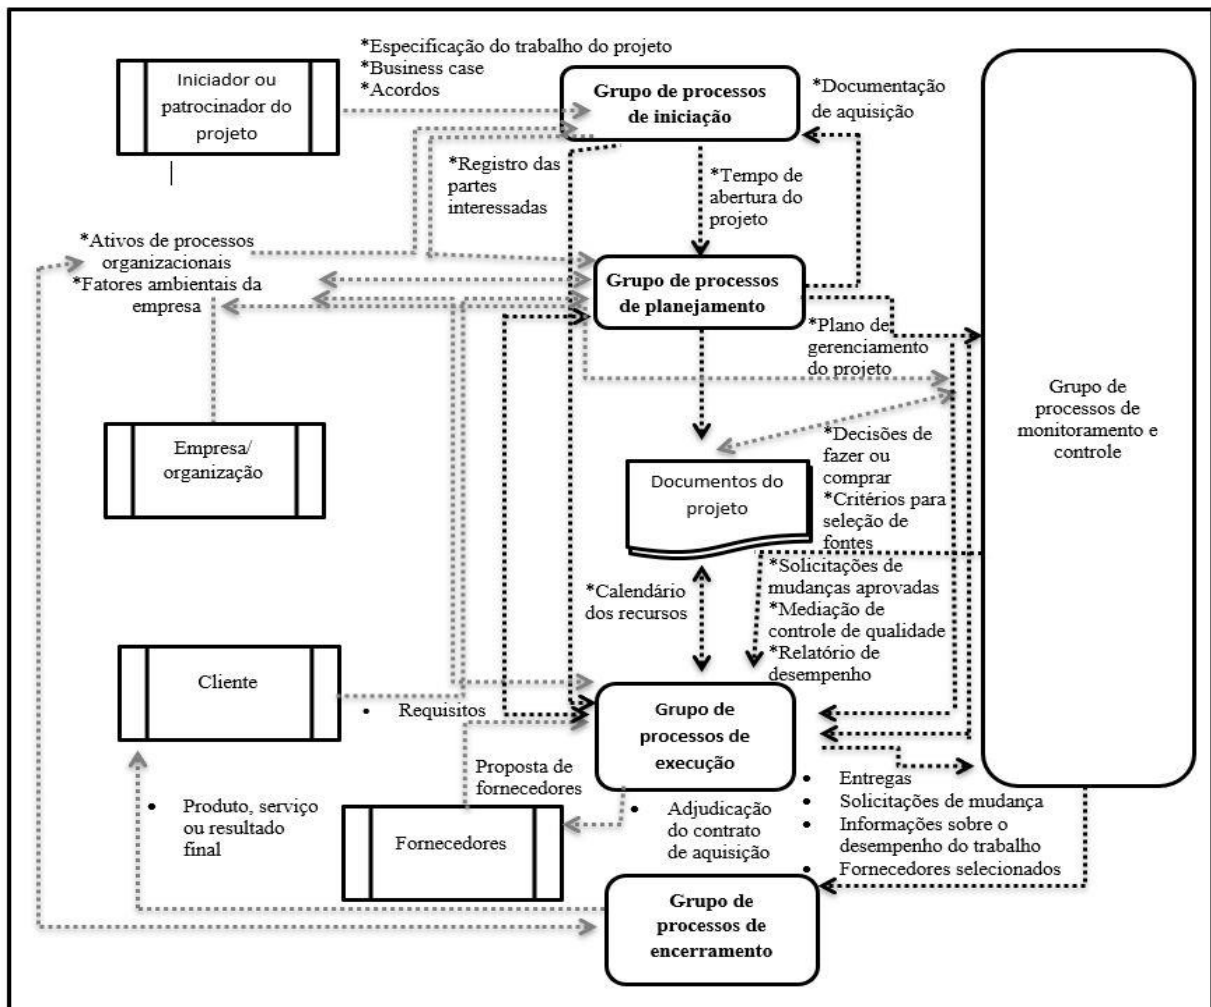 *Especificação do trabalho do projeto
*Business case
*Acordos
Iniciador ou
patrocinador do
projeto
Grupo de processos
de iniciação
*Documentação
de aquisição
*Registro das
partes
interessadas
*Tempo de
abertura do
projeto
*Ativos de processos
organizacionais
*Fatores ambientais da
empresa
Grupo de processos
de planejamento
*Plano de
gerenciamento
do projeto
Grupo de
processos de
monitoramento e
controle
Empresa/
organização
Documentos do
projeto
*Decisões de
fazer ou
comprar
*Critérios para
seleção de
fontes
*Calendário
dos recursos
*Solicitações de
mudanças aprovadas
*Mediação de
controle de qualidade
*Relatório de
desempenho
Cliente
• Requisitos
Grupo de
processos de
execução
Proposta de
fornecedores
• Produto, serviço
ou resultado
final
Fornecedores
• Adjudicação
do contrato
de aquisição
• Entregas
• Solicitações de mudança
• Informações sobre o
desempenho do trabalho
• Fornecedores selecionados
Grupo de
processos de
encerramento